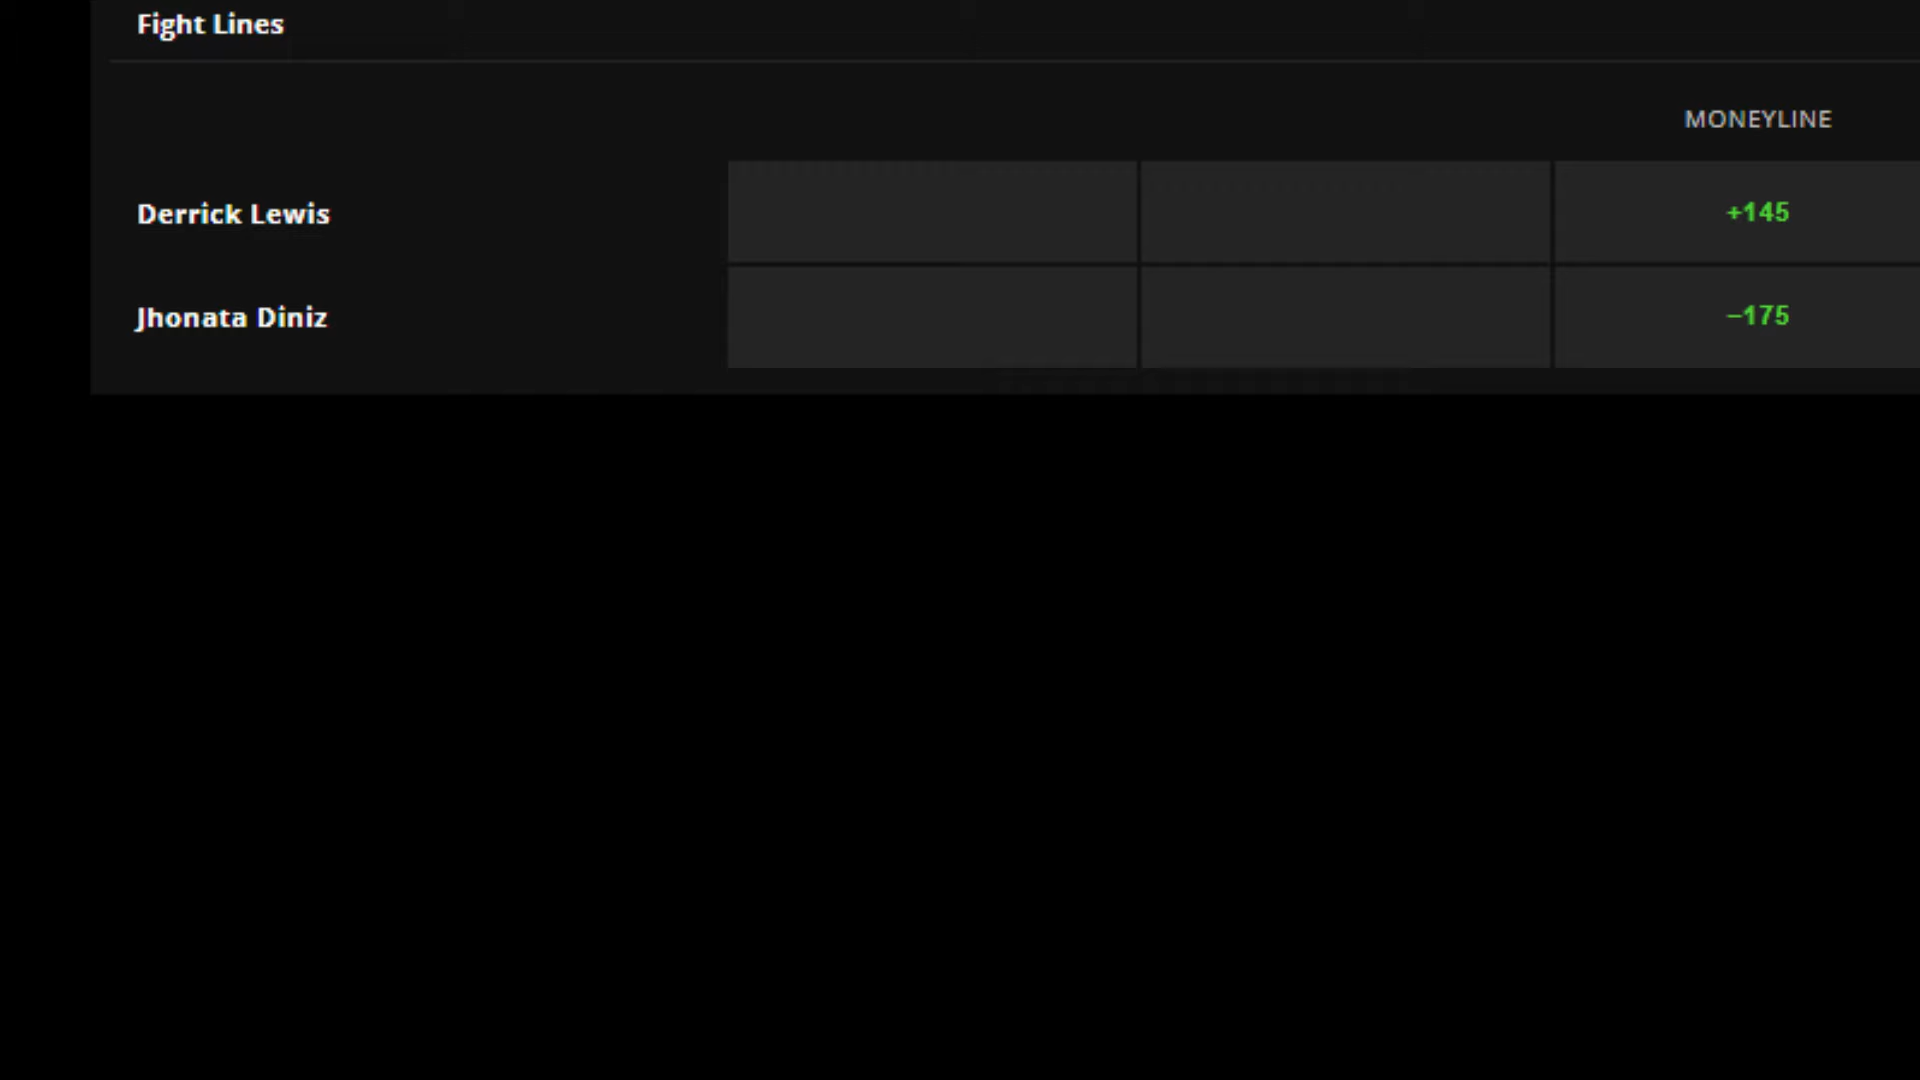 Fight Lines
MONEYLINE
Derrick Lewis
+145
Jhonata Diniz
−175